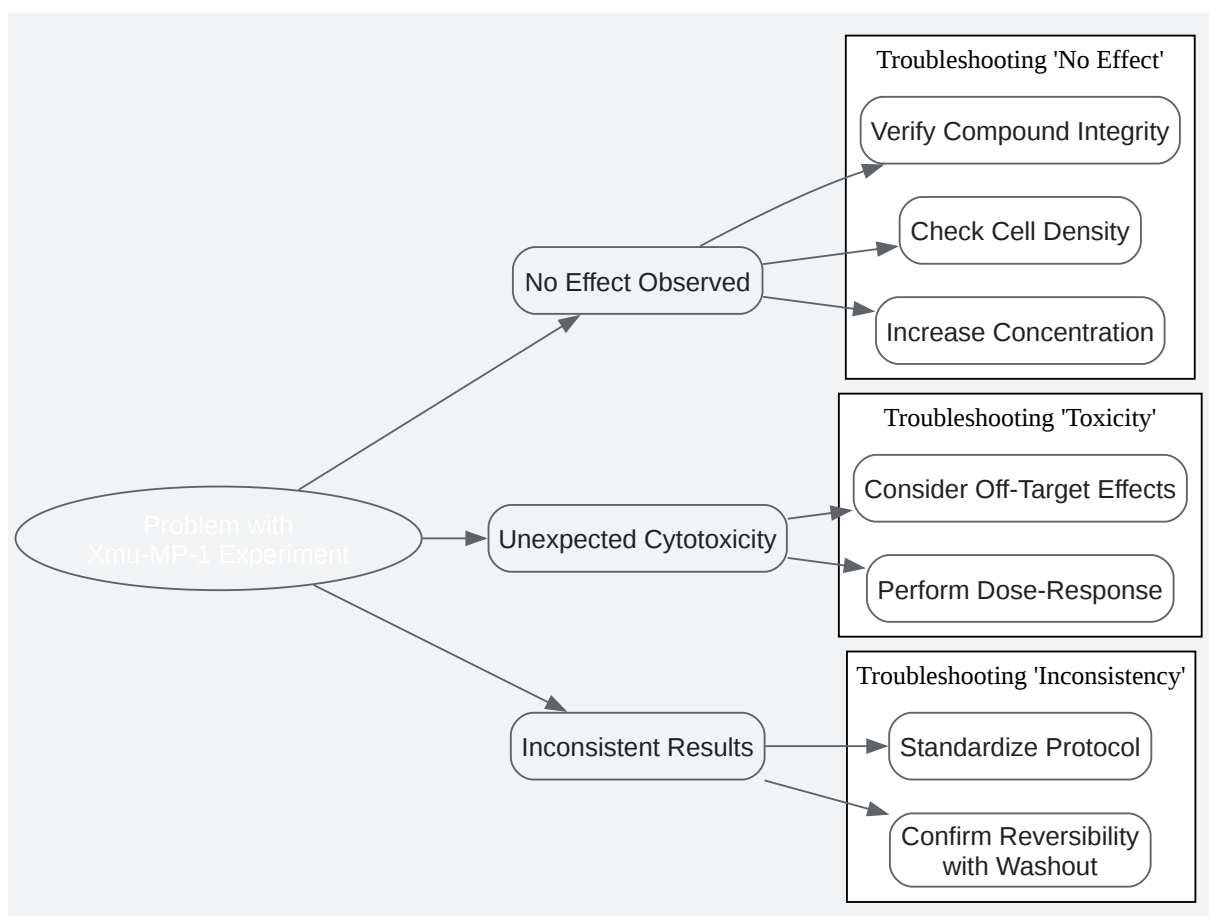 Problem with
Xmu-MP-1 Experiment
No Effect Observed
Unexpected Cytotoxicity
Inconsistent Results
Troubleshooting 'No Effect'
Verify Compound Integrity
Check Cell Density
Increase Concentration
Troubleshooting 'Toxicity'
Consider Off-Target Effects
Perform Dose-Response
Troubleshooting 'Inconsistency'
Standardize Protocol
Confirm Reversibility
with Washout